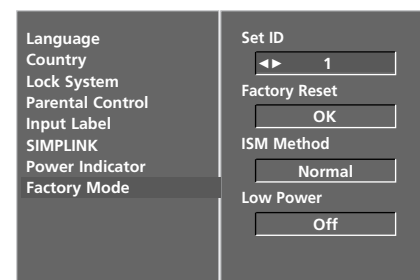 Language
Country
Lock System
Parental Control
Input Label
SIMPLINK
Power Indicator
Factory Mode
Set ID
1
Factory Reset
OK
ISM Method
Normal
Low Power
Off